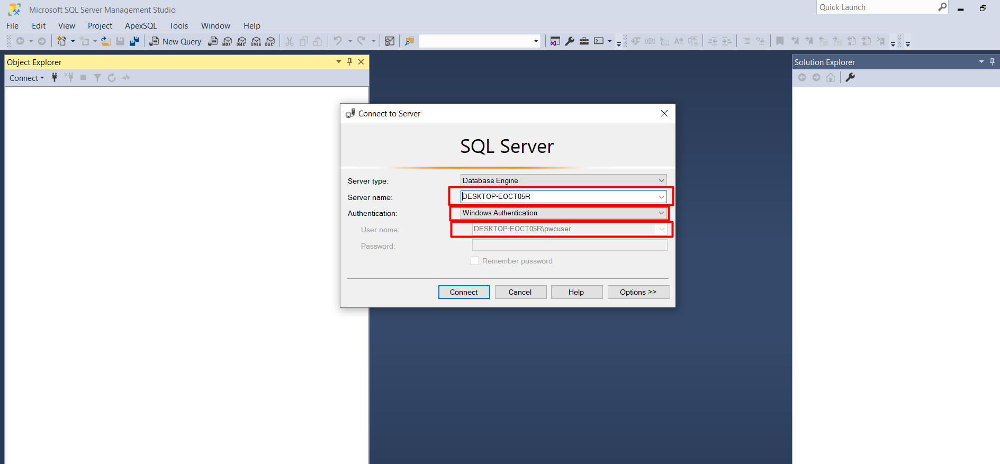 Microsoft SQL Server Management Studio
Quick Launch
File Edit View Project ApexSQL Tools Window Help
New Query MDX DMX XMLA DAX
Object Explorer
Connect
Solution Explorer
Connect to Server
SQL Server
Server type: Database Engine
Server name: DESKTOP-EOCT05R
Authentication: Windows Authentication
User name: DESKTOP-EOCT05R\pwcuser
Password:
Remember password
Connect Cancel Help Options >>